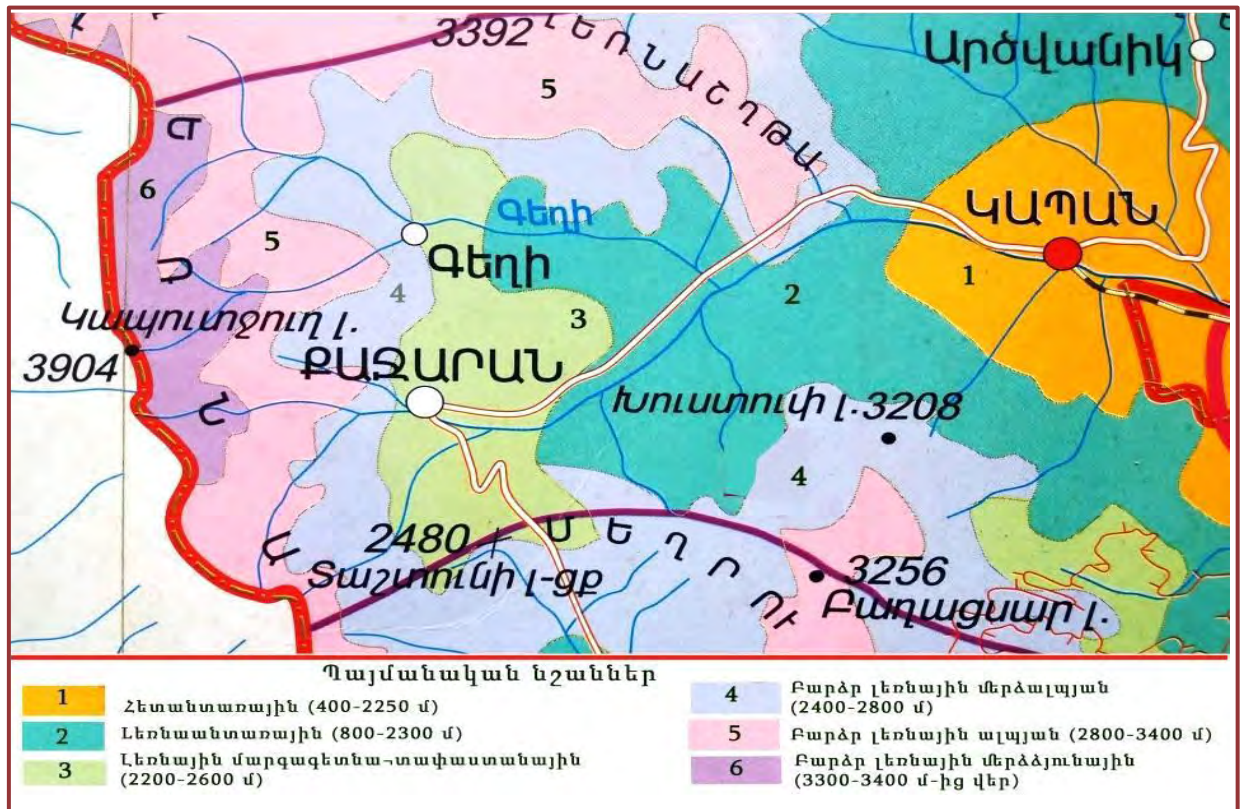 3392
ԼԵՌՆԱՇՂԹԱ
Արծվանիկ
5
6
ԿԱՊԱՆ
Գեղի
5
Գեղի
1
4
2
3
Կապուտջուղ լ.
3904
ՔԱՋԱՐԱՆ
Խուստուփ լ. 3208
4
2480
ՄԵՂՐՈՒ
Տաշտունի լ-ցք
3256
Բաղացսար լ.
Պայմանական նշաններ
1 Հետանտառային (400-2250 մ)
2 Լեռնաանտառային (800-2300 մ)
3 Լեռնային մարգագետնա¬տափաստանային
(2200-2600 մ)
4 Բարձր լեռնային մերձալպյան
(2400-2800 մ)
5 Բարձր լեռնային ալպյան (2800-3400 մ)
6 Բարձր լեռնային մերձձյունային
(3300-3400 մ-ից վեր)